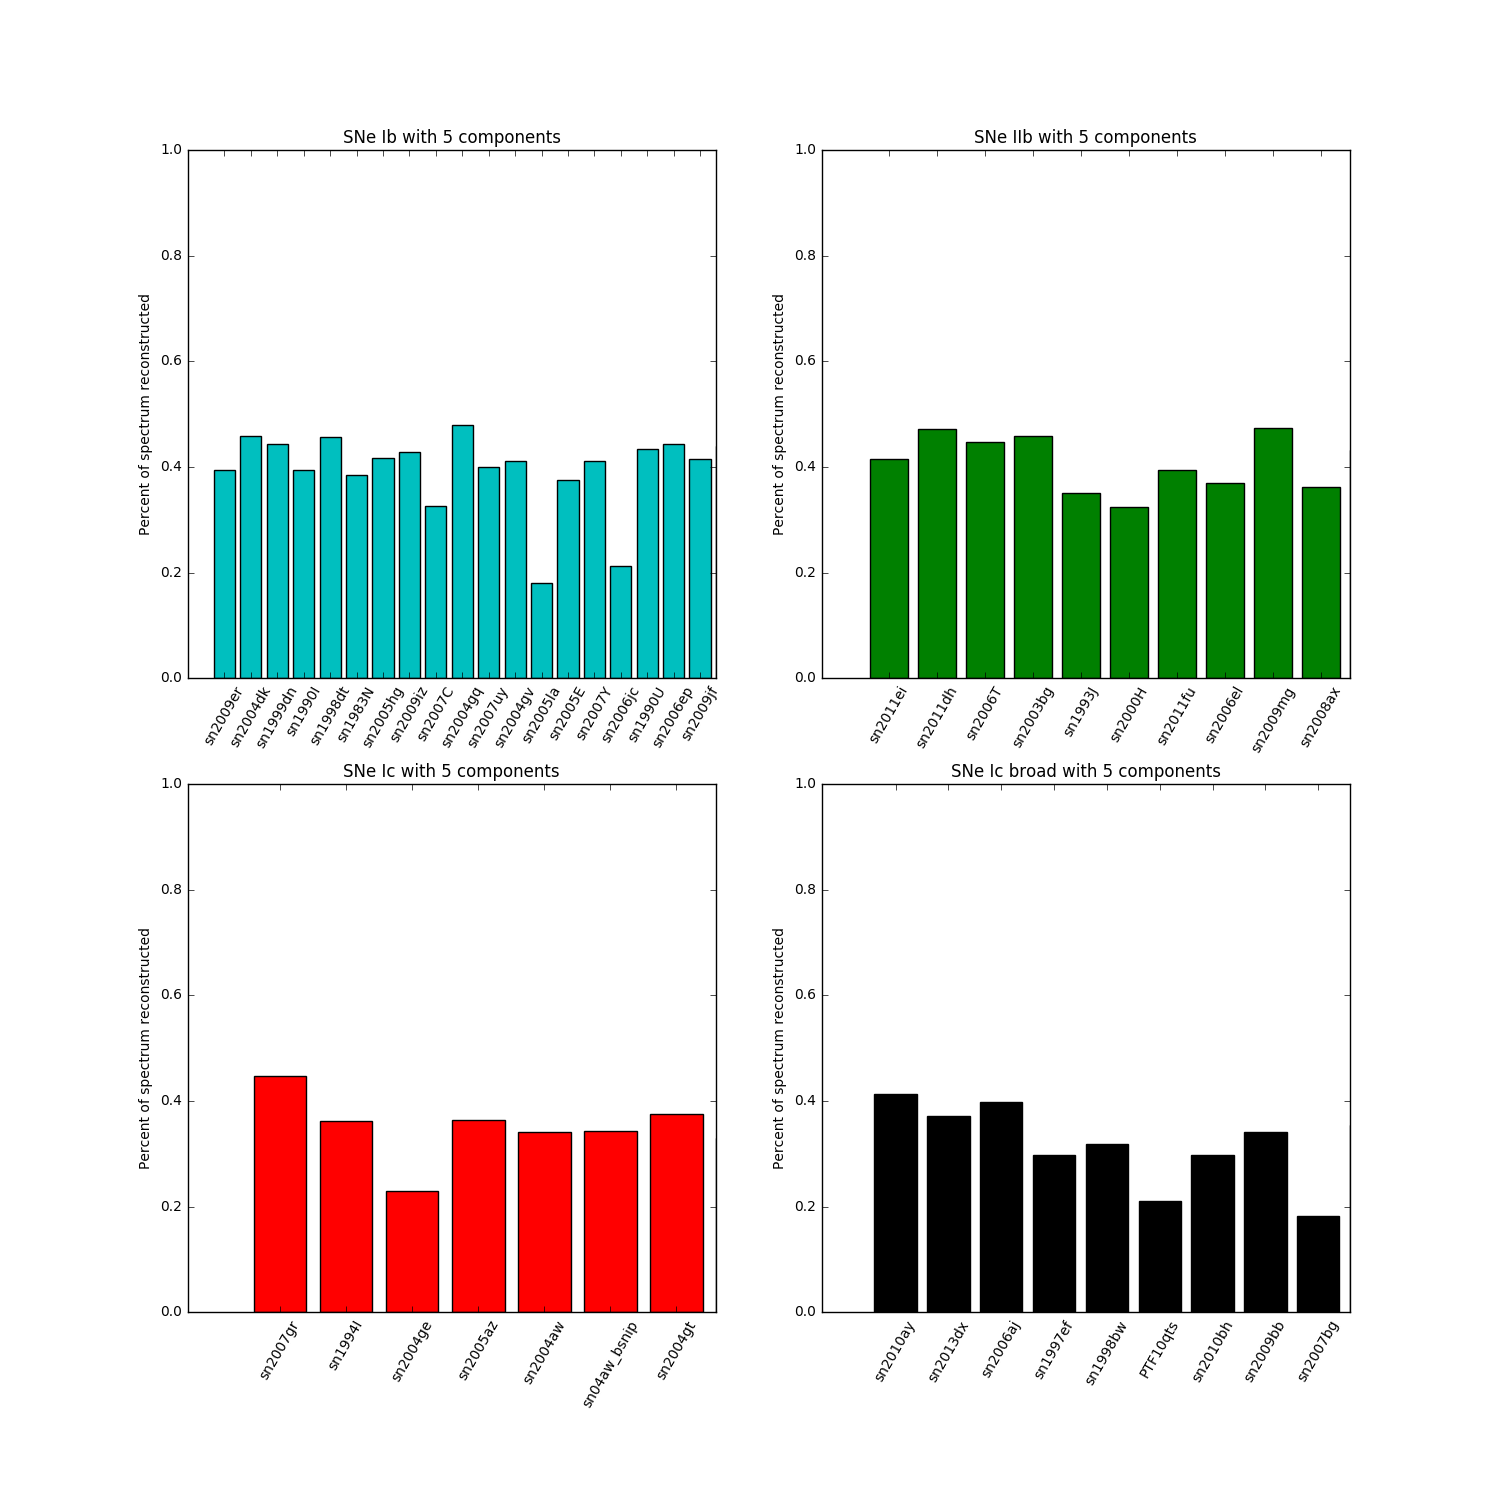 SNe Ib with 5 components
1.0
0.8
0.6
0.4
0.2
0.0
Percent of spectrum reconstructed
sn2009er
sn2004dk
sn1999dn
sn1990I
sn1998dt
sn1983N
sn2005hg
sn2009iz
sn2007C
sn2004gq
sn2007uy
sn2004gv
sn2005la
sn2005E
sn2007Y
sn2006jc
sn1990U
sn2006ep
sn2009jf
SNe IIb with 5 components
1.0
0.8
0.6
0.4
0.2
0.0
Percent of spectrum reconstructed
sn2011ei
sn2011dh
sn2006T
sn2003bg
sn1993J
sn2000H
sn2011fu
sn2006el
sn2009mg
sn2008ax
SNe Ic with 5 components
1.0
0.8
0.6
0.4
0.2
0.0
Percent of spectrum reconstructed
sn2007gr
sn1994I
sn2004ge
sn2005az
sn2004aw
sn04aw_bsnip
sn2004gt
SNe Ic broad with 5 components
1.0
0.8
0.6
0.4
0.2
0.0
Percent of spectrum reconstructed
sn2010ay
sn2013dx
sn2006aj
sn1997ef
sn1998bw
PTF10qts
sn2010bh
sn2009bb
sn2007bg